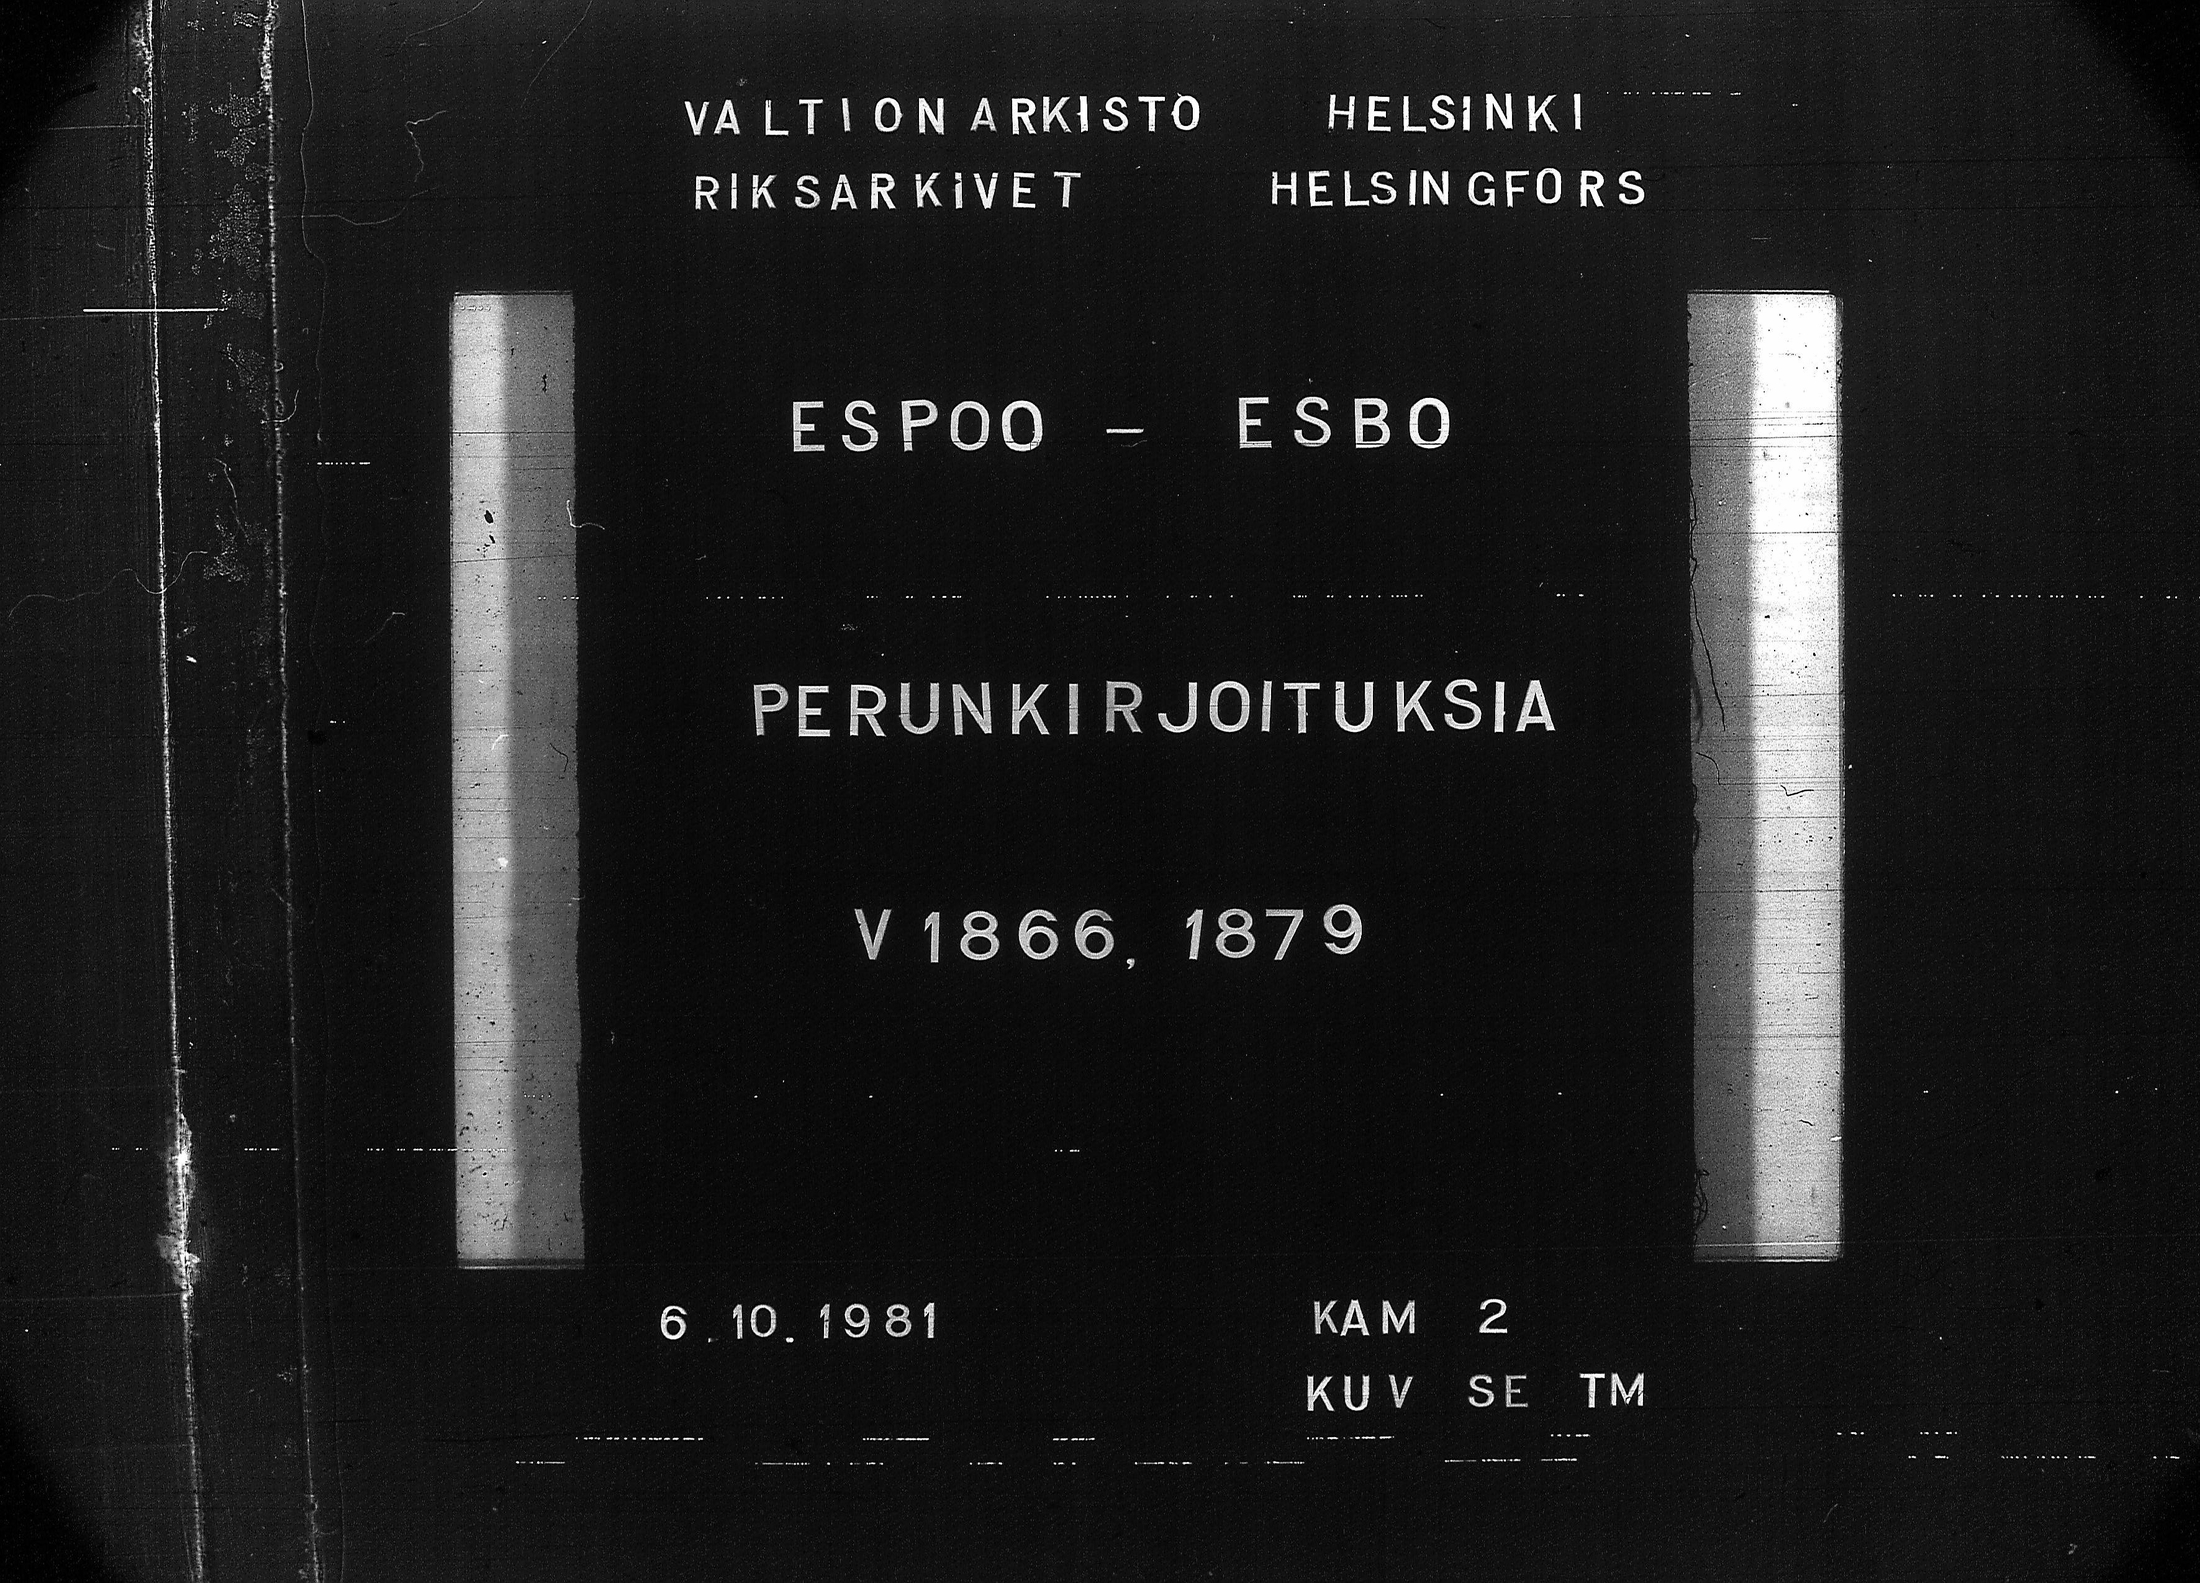 VALTIONARKISTO HELSINKI
RIKSARKIVET HELSINGFORS
ESPOO — ESBO
PERUNKIRJOITUKSIA
V 1866, 1879
6.10.1981 KAM 2
KUV SE TM